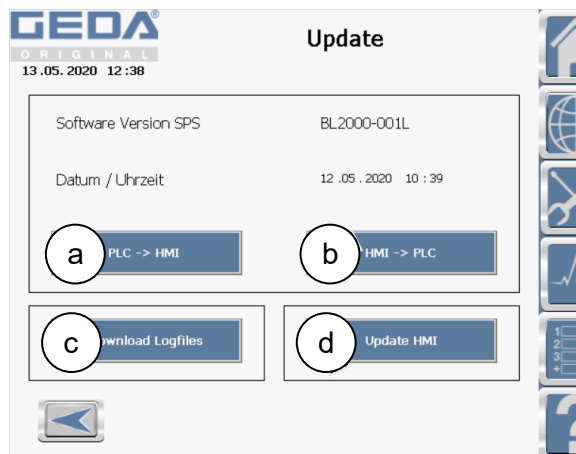 GEDA®
ORIGINAL
Update
13.05.2020 12:38
Software Version SPS BL2000-001L
Datum / Uhrzeit 12.05.2020 10:39
a PLC -> HMI
b HMI -> PLC
c ownload Logfiles
d Update HMI
1
2
3
+
?